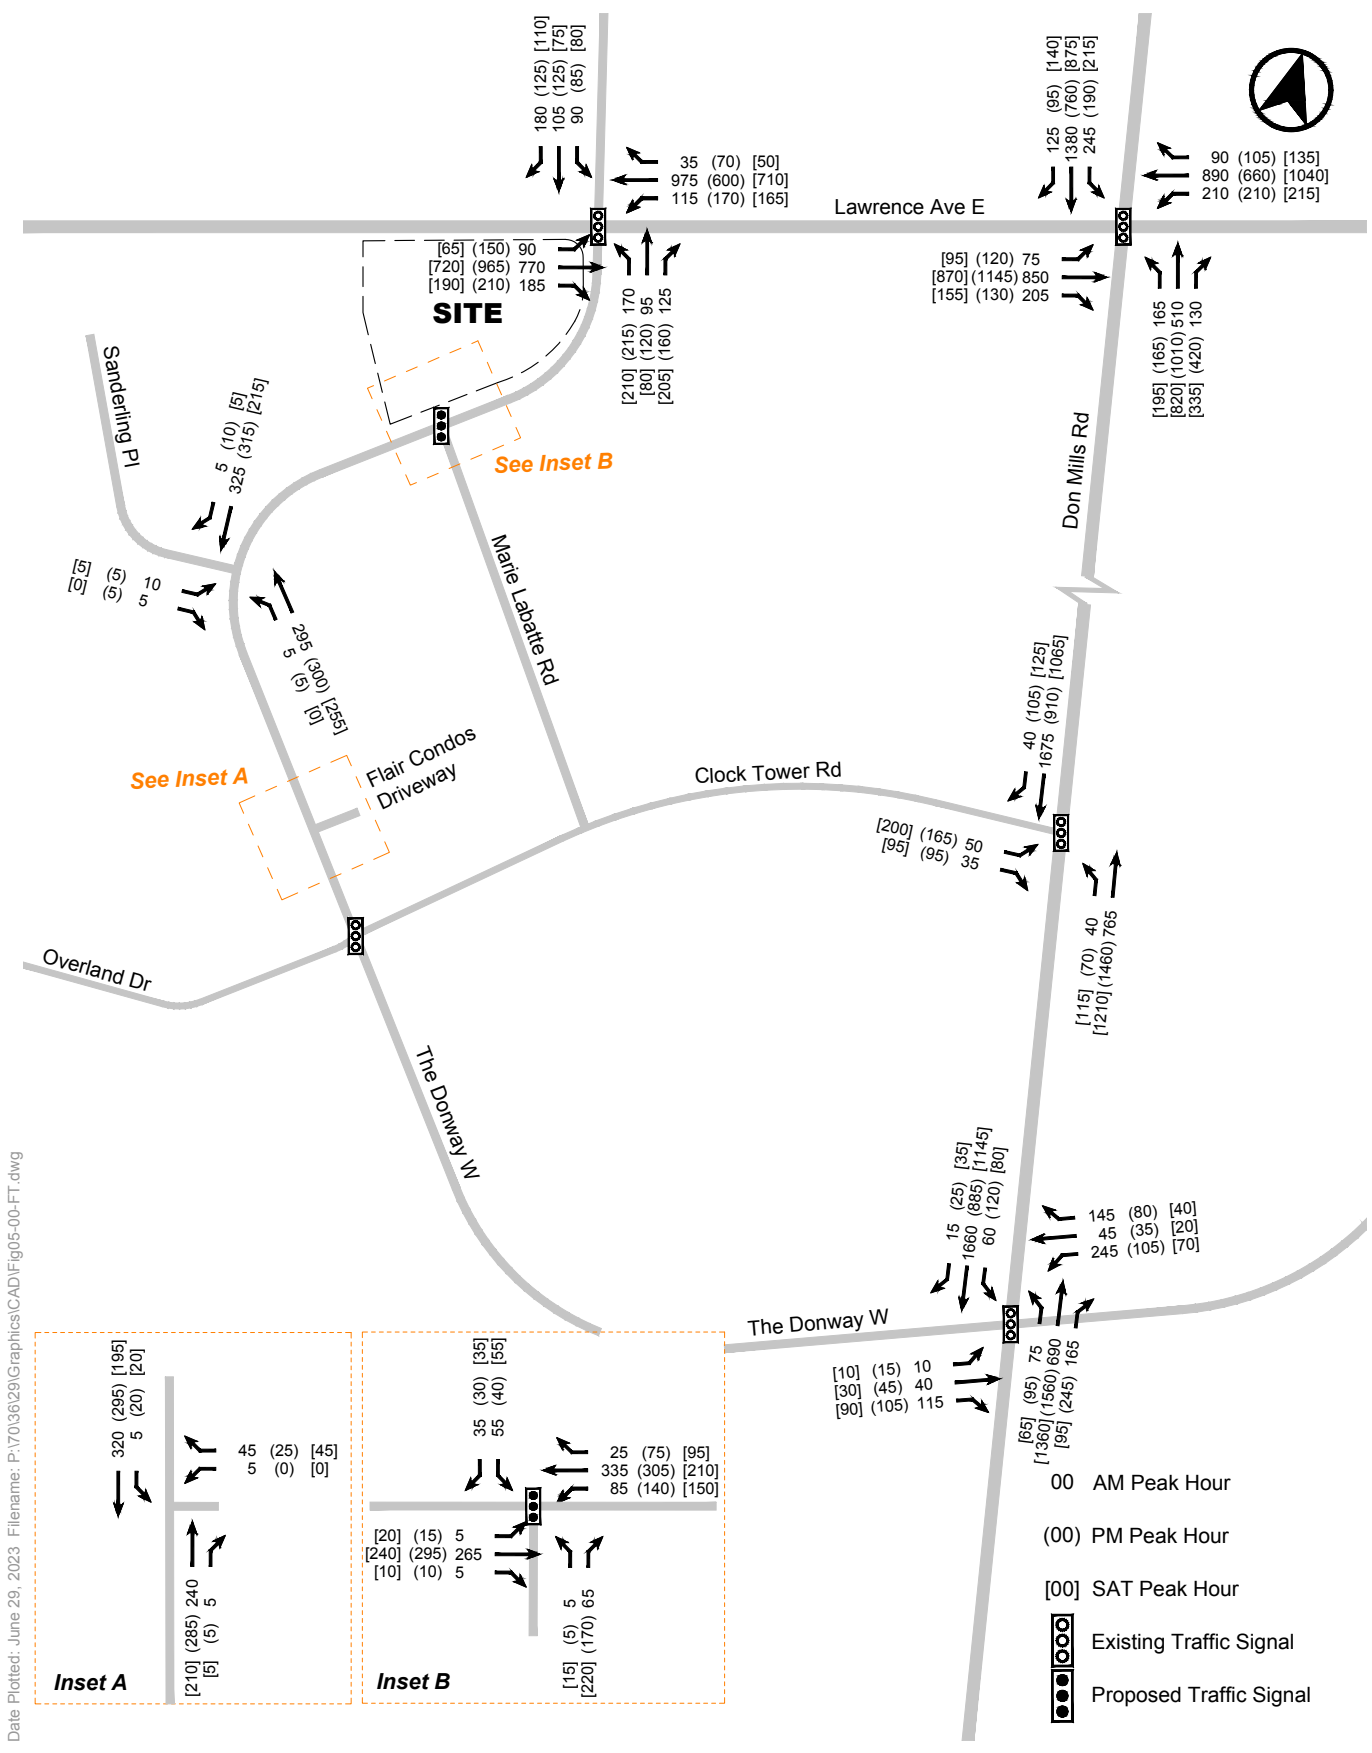 180 (125) [110]
105 (125) [75]
90 (85) [80]
125 (95) [140]
1380 (760) [875]
245 (190) [215]
35 (70) [50]
975 (600) [710]
115 (170) [165]
90 (105) [135]
890 (660) [1040]
210 (210) [215]
Lawrence Ave E
[65] (150) 90
[720] (965) 770
[190] (210) 185
SITE
[210] (215) 170
[80] (120) 95
[205] (160) 125
[95] (120) 75
[870] (1145) 850
[155] (130) 205
[195] (165) 165
[820] (1010) 510
[335] (420) 130
Sanderling Pl
5 (10) [5]
325 (315) [215]
See Inset B
Don Mills Rd
[5] (5) 10
[0] (5) 5
Marie Labatte Rd
295 (300) [255]
5 (5) [0]
40 (105) [125]
1675 (910) [1065]
See Inset A
Flair Condos
Driveway
Clock Tower Rd
[200] (165) 50
[95] (95) 35
[115] (70) 40
[1210] (1460) 765
Overland Dr
The Donway W
15 (25) [35]
1660 (885) [1145]
60 (120) [80]
145 (80) [40]
45 (35) [20]
245 (105) [70]
The Donway W
[10] (15) 10
[30] (45) 40
[90] (105) 115
[65] (95) 75
[1360] (1560) 690
[95] (245) 165
320 (295) [195]
5 (20) [20]
45 (25) [45]
5 (0) [0]
[210] (285) 240
[5] (5) 5
Inset A
35 (30) [35]
55 (40) [55]
25 (75) [95]
335 (305) [210]
85 (140) [150]
[20] (15) 5
[240] (295) 265
[10] (10) 5
[15] (5) 5
[220] (170) 65
Inset B
00 AM Peak Hour
(00) PM Peak Hour
[00] SAT Peak Hour
Existing Traffic Signal
Proposed Traffic Signal
Date Plotted: June 29, 2023 Filename: P:\70\36\29\Graphics\CAD\Fig05-00-FT.dwg